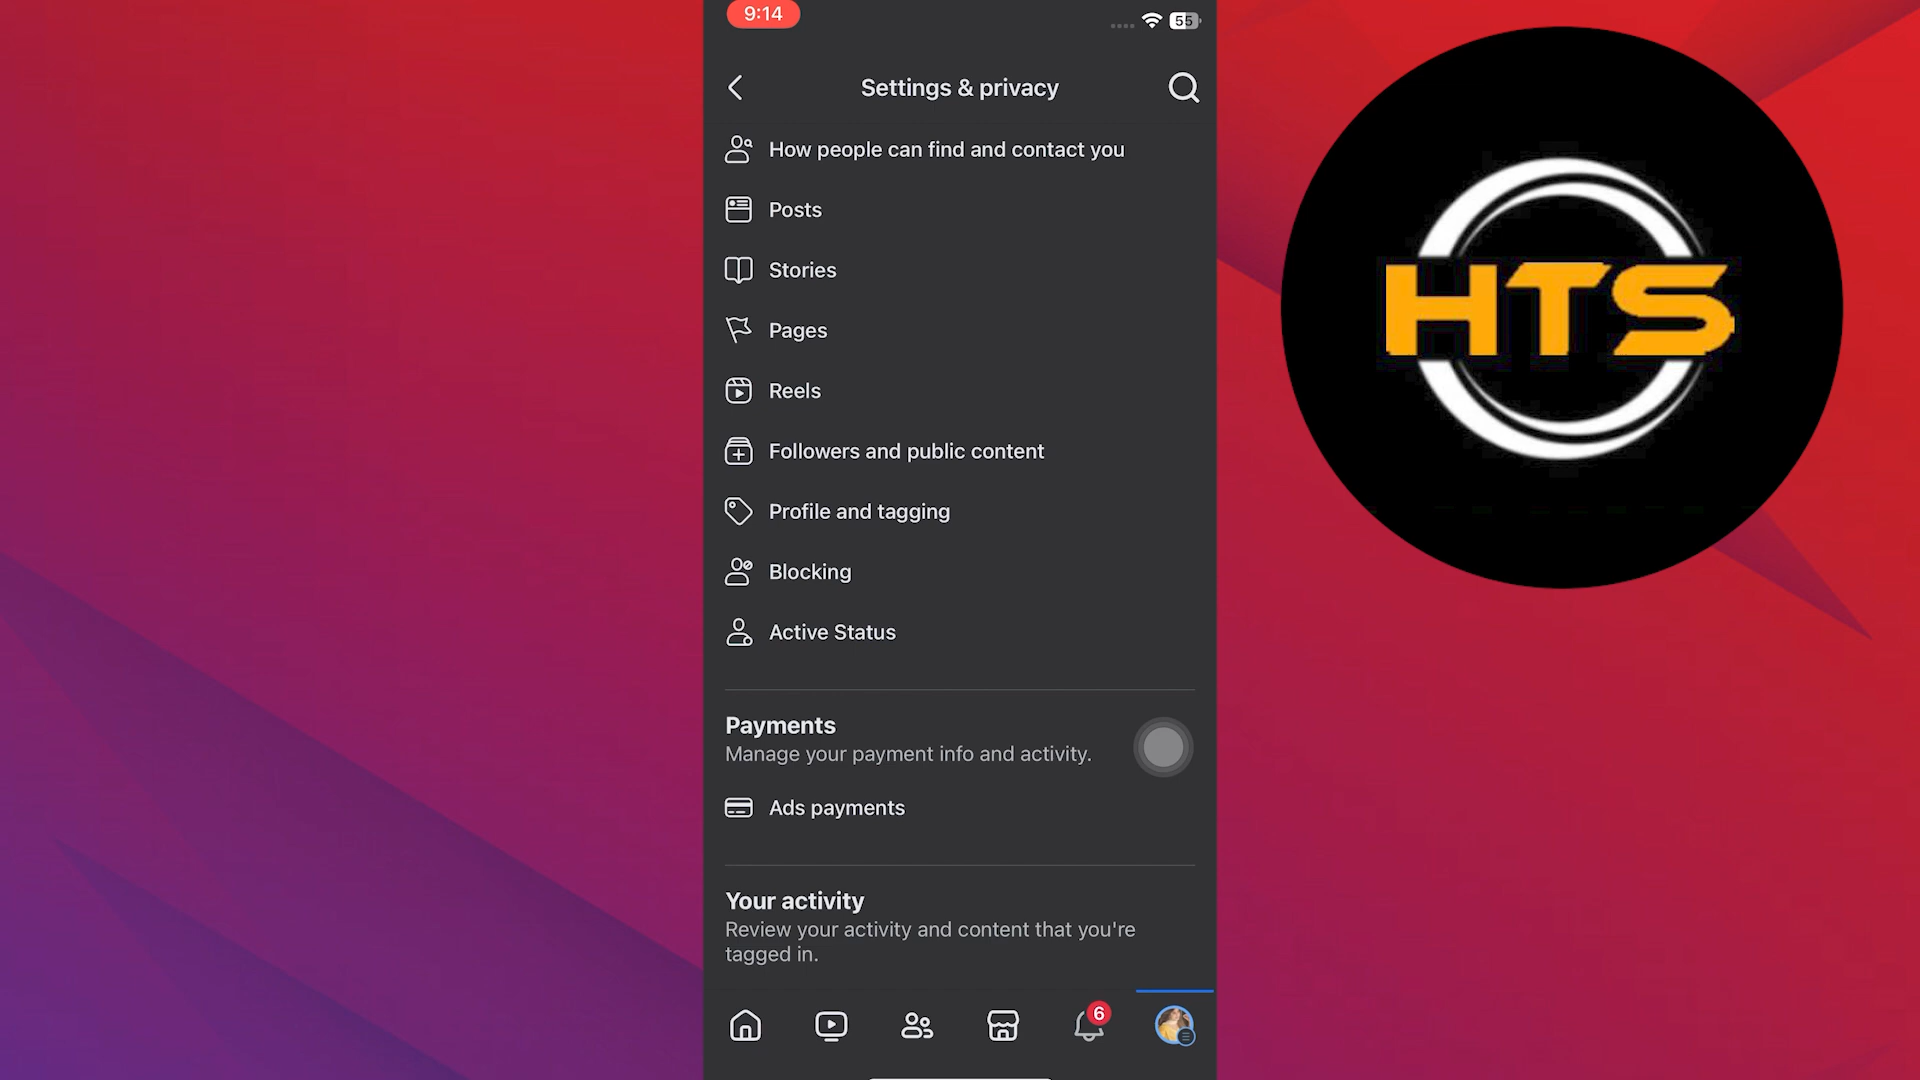 9:14
55
Settings & privacy
How people can find and contact you
Posts
Stories
Pages
Reels
Followers and public content
Profile and tagging
Blocking
Active Status
Payments
Manage your payment info and activity.
Ads payments
Your activity
Review your activity and content that you're
tagged in.
6
HTS